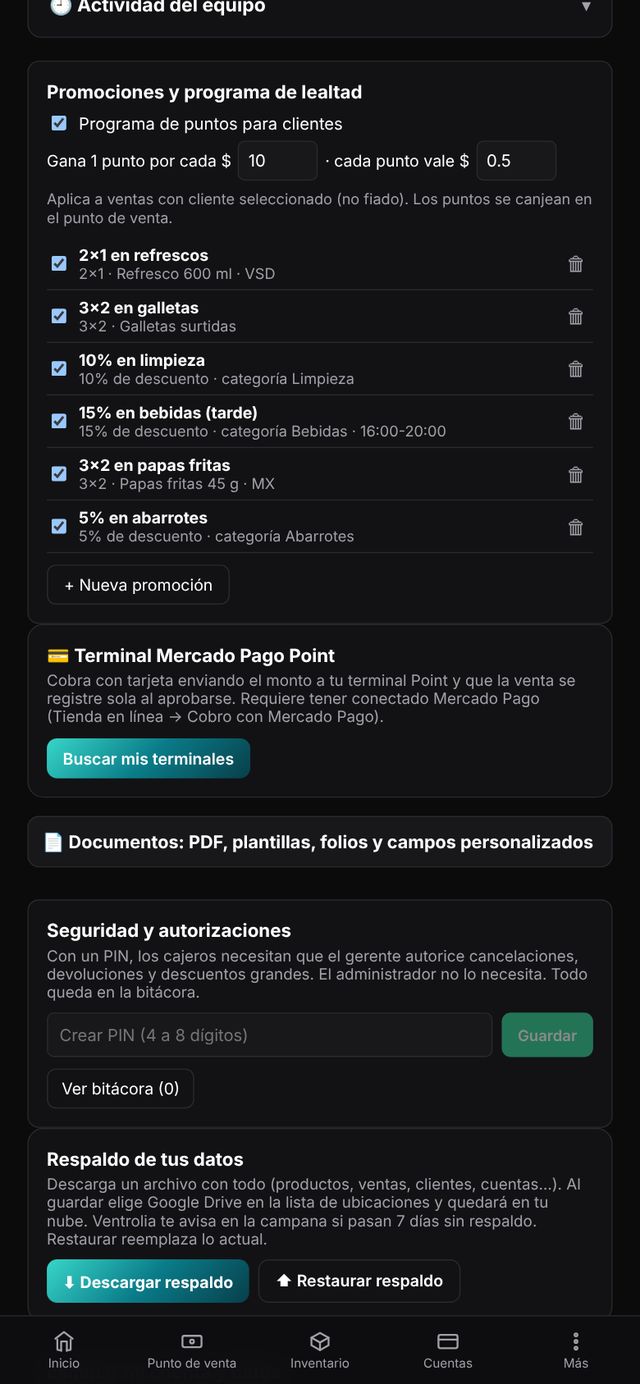 Actividad del equipo
Promociones y programa de lealtad
Programa de puntos para clientes
Gana 1 punto por cada $ 10 · cada punto vale $ 0.5
Aplica a ventas con cliente seleccionado (no fiado). Los puntos se canjean en
el punto de venta.
2×1 en refrescos
2×1 · Refresco 600 ml · VSD
3×2 en galletas
3×2 · Galletas surtidas
10% en limpieza
10% de descuento · categoría Limpieza
15% en bebidas (tarde)
15% de descuento · categoría Bebidas · 16:00-20:00
3×2 en papas fritas
3×2 · Papas fritas 45 g · MX
5% en abarrotes
5% de descuento · categoría Abarrotes
+ Nueva promoción
Terminal Mercado Pago Point
Cobra con tarjeta enviando el monto a tu terminal Point y que la venta se
registre sola al aprobarse. Requiere tener conectado Mercado Pago
(Tienda en línea → Cobro con Mercado Pago).
Buscar mis terminales
Documentos: PDF, plantillas, folios y campos personalizados
Seguridad y autorizaciones
Con un PIN, los cajeros necesitan que el gerente autorice cancelaciones,
devoluciones y descuentos grandes. El administrador no lo necesita. Todo
queda en la bitácora.
Crear PIN (4 a 8 dígitos)
Guardar
Ver bitácora (0)
Respaldo de tus datos
Descarga un archivo con todo (productos, ventas, clientes, cuentas...). Al
guardar elige Google Drive en la lista de ubicaciones y quedará en tu
nube. Ventrolia te avisa en la campana si pasan 7 días sin respaldo.
Restaurar reemplaza lo actual.
⬇ Descargar respaldo
⬆ Restaurar respaldo
Inicio
Punto de venta
Inventario
Cuentas
Más